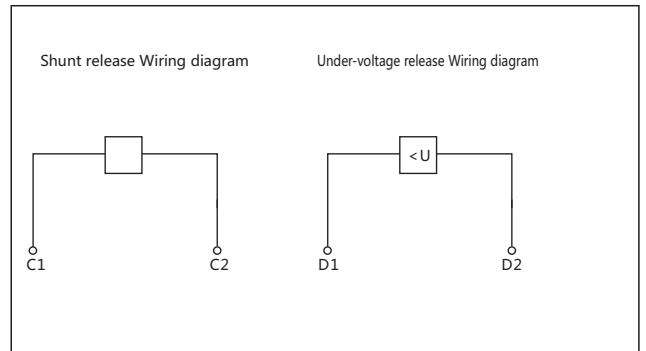 Shunt release Wiring diagram
Under-voltage release Wiring diagram
<U
C1
C2
D1
D2